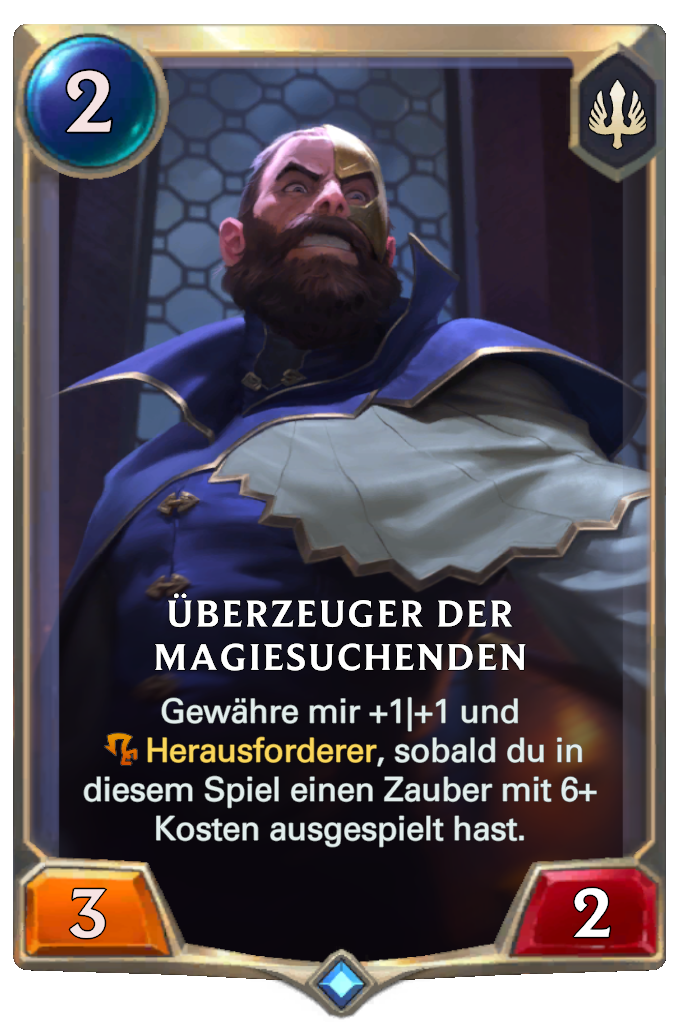 2
ÜBERZEUGER DER
MAGIESUCHENDEN
Gewähre mir +1|+1 und
Herausforderer, sobald du in
diesem Spiel einen Zauber mit 6+
Kosten ausgespielt hast.
3
2